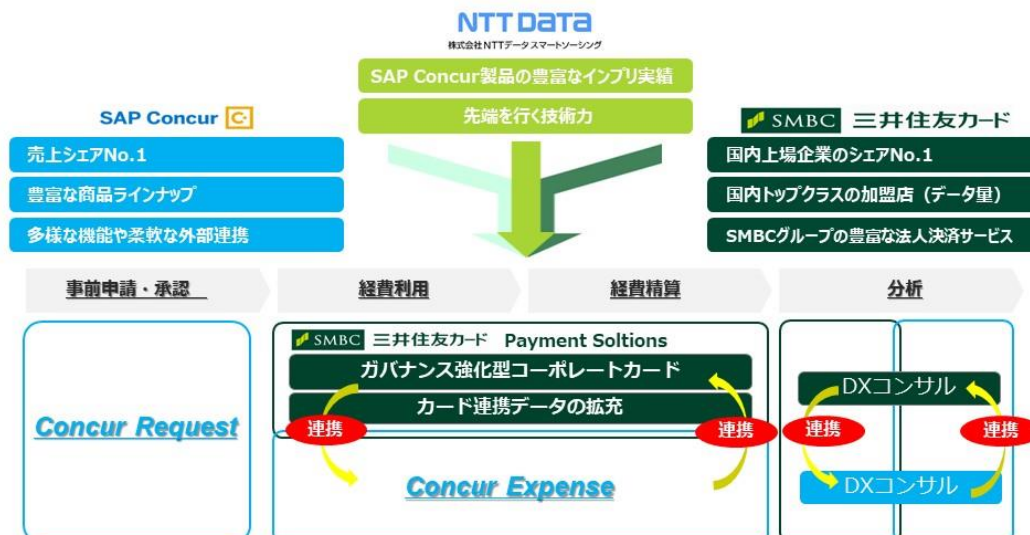 NTT DATA
株式会社NTTデータ スマートソーシング
SAP Concur製品の豊富なインプリ実績
先端を行く技術力
SAP Concur C.
売上シェアNo.1
豊富な商品ラインナップ
多様な機能や柔軟な外部連携
SMBC 三井住友カード
国内上場企業のシェアNo.1
国内トップクラスの加盟店（データ量）
SMBCグループの豊富な法人決済サービス
事前申請・承認
経費利用
経費精算
分析
Concur Request
SMBC 三井住友カード Payment Soltions
ガバナンス強化型コーポレートカード
カード連携データの拡充
連携
連携
Concur Expense
DXコンサル
連携
連携
DXコンサル